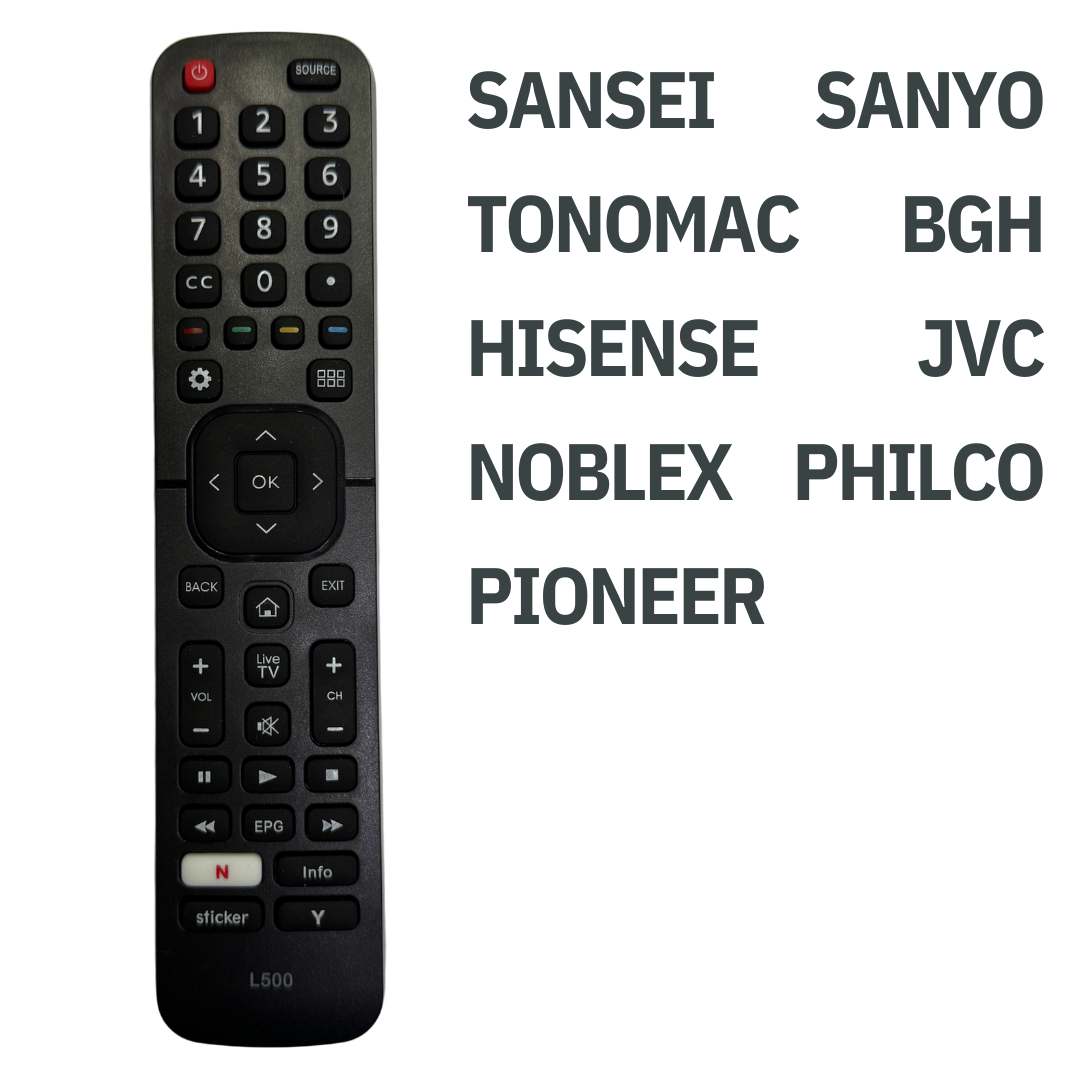 SOURCE
1 2 3
4 5 6
7 8 9
CC 0 •
OK
BACK EXIT
Live
TV
+ +
VOL CH
− −
EPG
N Info
sticker Y
L500
SANSEI SANYO
TONOMAC BGH
HISENSE JVC
NOBLEX PHILCO
PIONEER